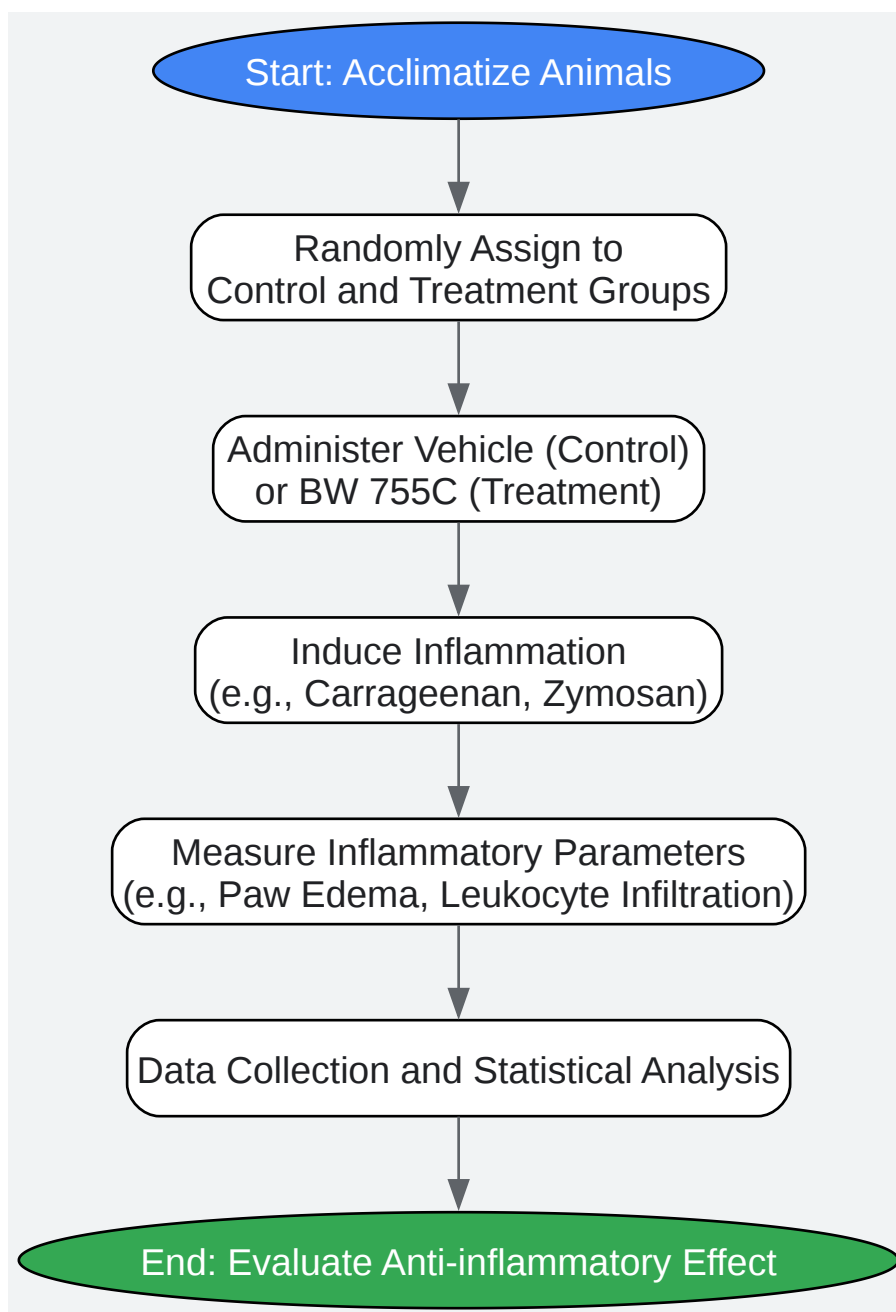 Start: Acclimatize Animals
Randomly Assign to
Control and Treatment Groups
Administer Vehicle (Control)
or BW 755C (Treatment)
Induce Inflammation
(e.g., Carrageenan, Zymosan)
Measure Inflammatory Parameters
(e.g., Paw Edema, Leukocyte Infiltration)
Data Collection and Statistical Analysis
End: Evaluate Anti-inflammatory Effect